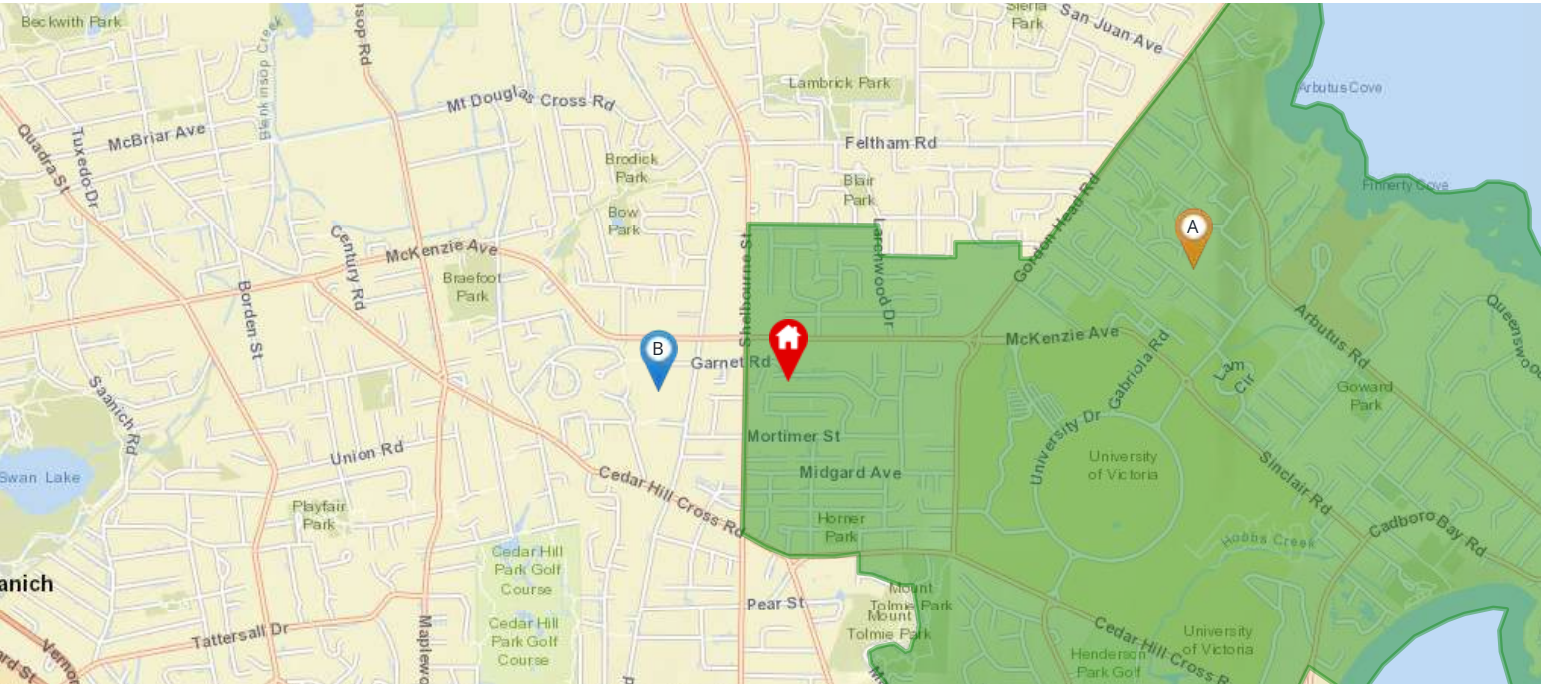 Beckwith Park
Blenkinsop Creek
nsop Rd
Sierra
Park
San Juan Ave
Arbutus Cove
Lambrick Park
Mt Douglas Cross Rd
McBriar Ave
Quadra St
Tuxedo Dr
Feltham Rd
Brodick
Park
Blair
Park
Finnerty Cove
Bow
Park
Gordon Head Rd
A
Century Rd
McKenzie Ave
Shelbourne St
Larchwood Dr
Braefoot
Park
Borden St
Queenswoo
Arbutus Rd
McKenzie Ave
B
Garnet Rd
Gabriola Rd
Lam
Cir
Goward
Park
Saanich Rd
University Dr
Mortimer St
Union Rd
Midgard Ave
University
of Victoria
Swan Lake
Cedar Hill Cross Rd
Sinclair Rd
Playfair
Park
Horner
Park
Cadboro Bay Rd
Hobbs Creek
Cedar Hill
Park Golf
Course
anich
Mount
Tolmie Park
Mount
Tolmie Park
Pear St
Cedar Hill
Park Golf
Course
Tattersall Dr
Maplewo
Cedar Hill Cross R
University
of Victoria
Henderson
Park Golf
Verno
ard St